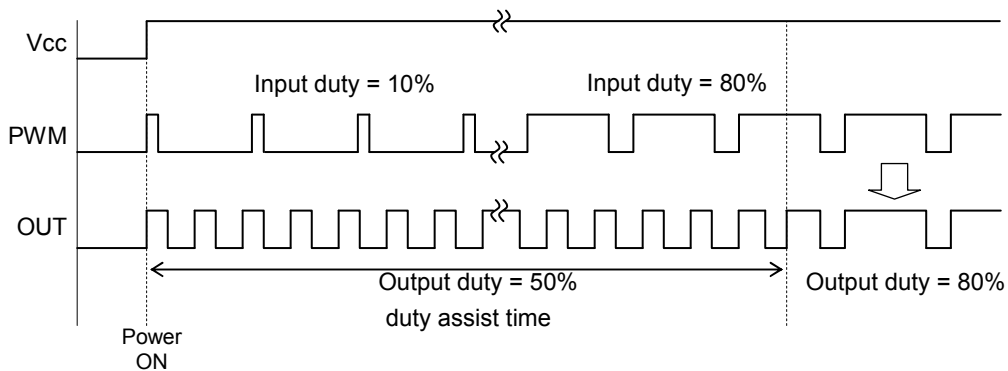 Vcc
Input duty = 10%
Input duty = 80%
PWM
OUT
Output duty = 50%
Output duty = 80%
duty assist time
Power
ON